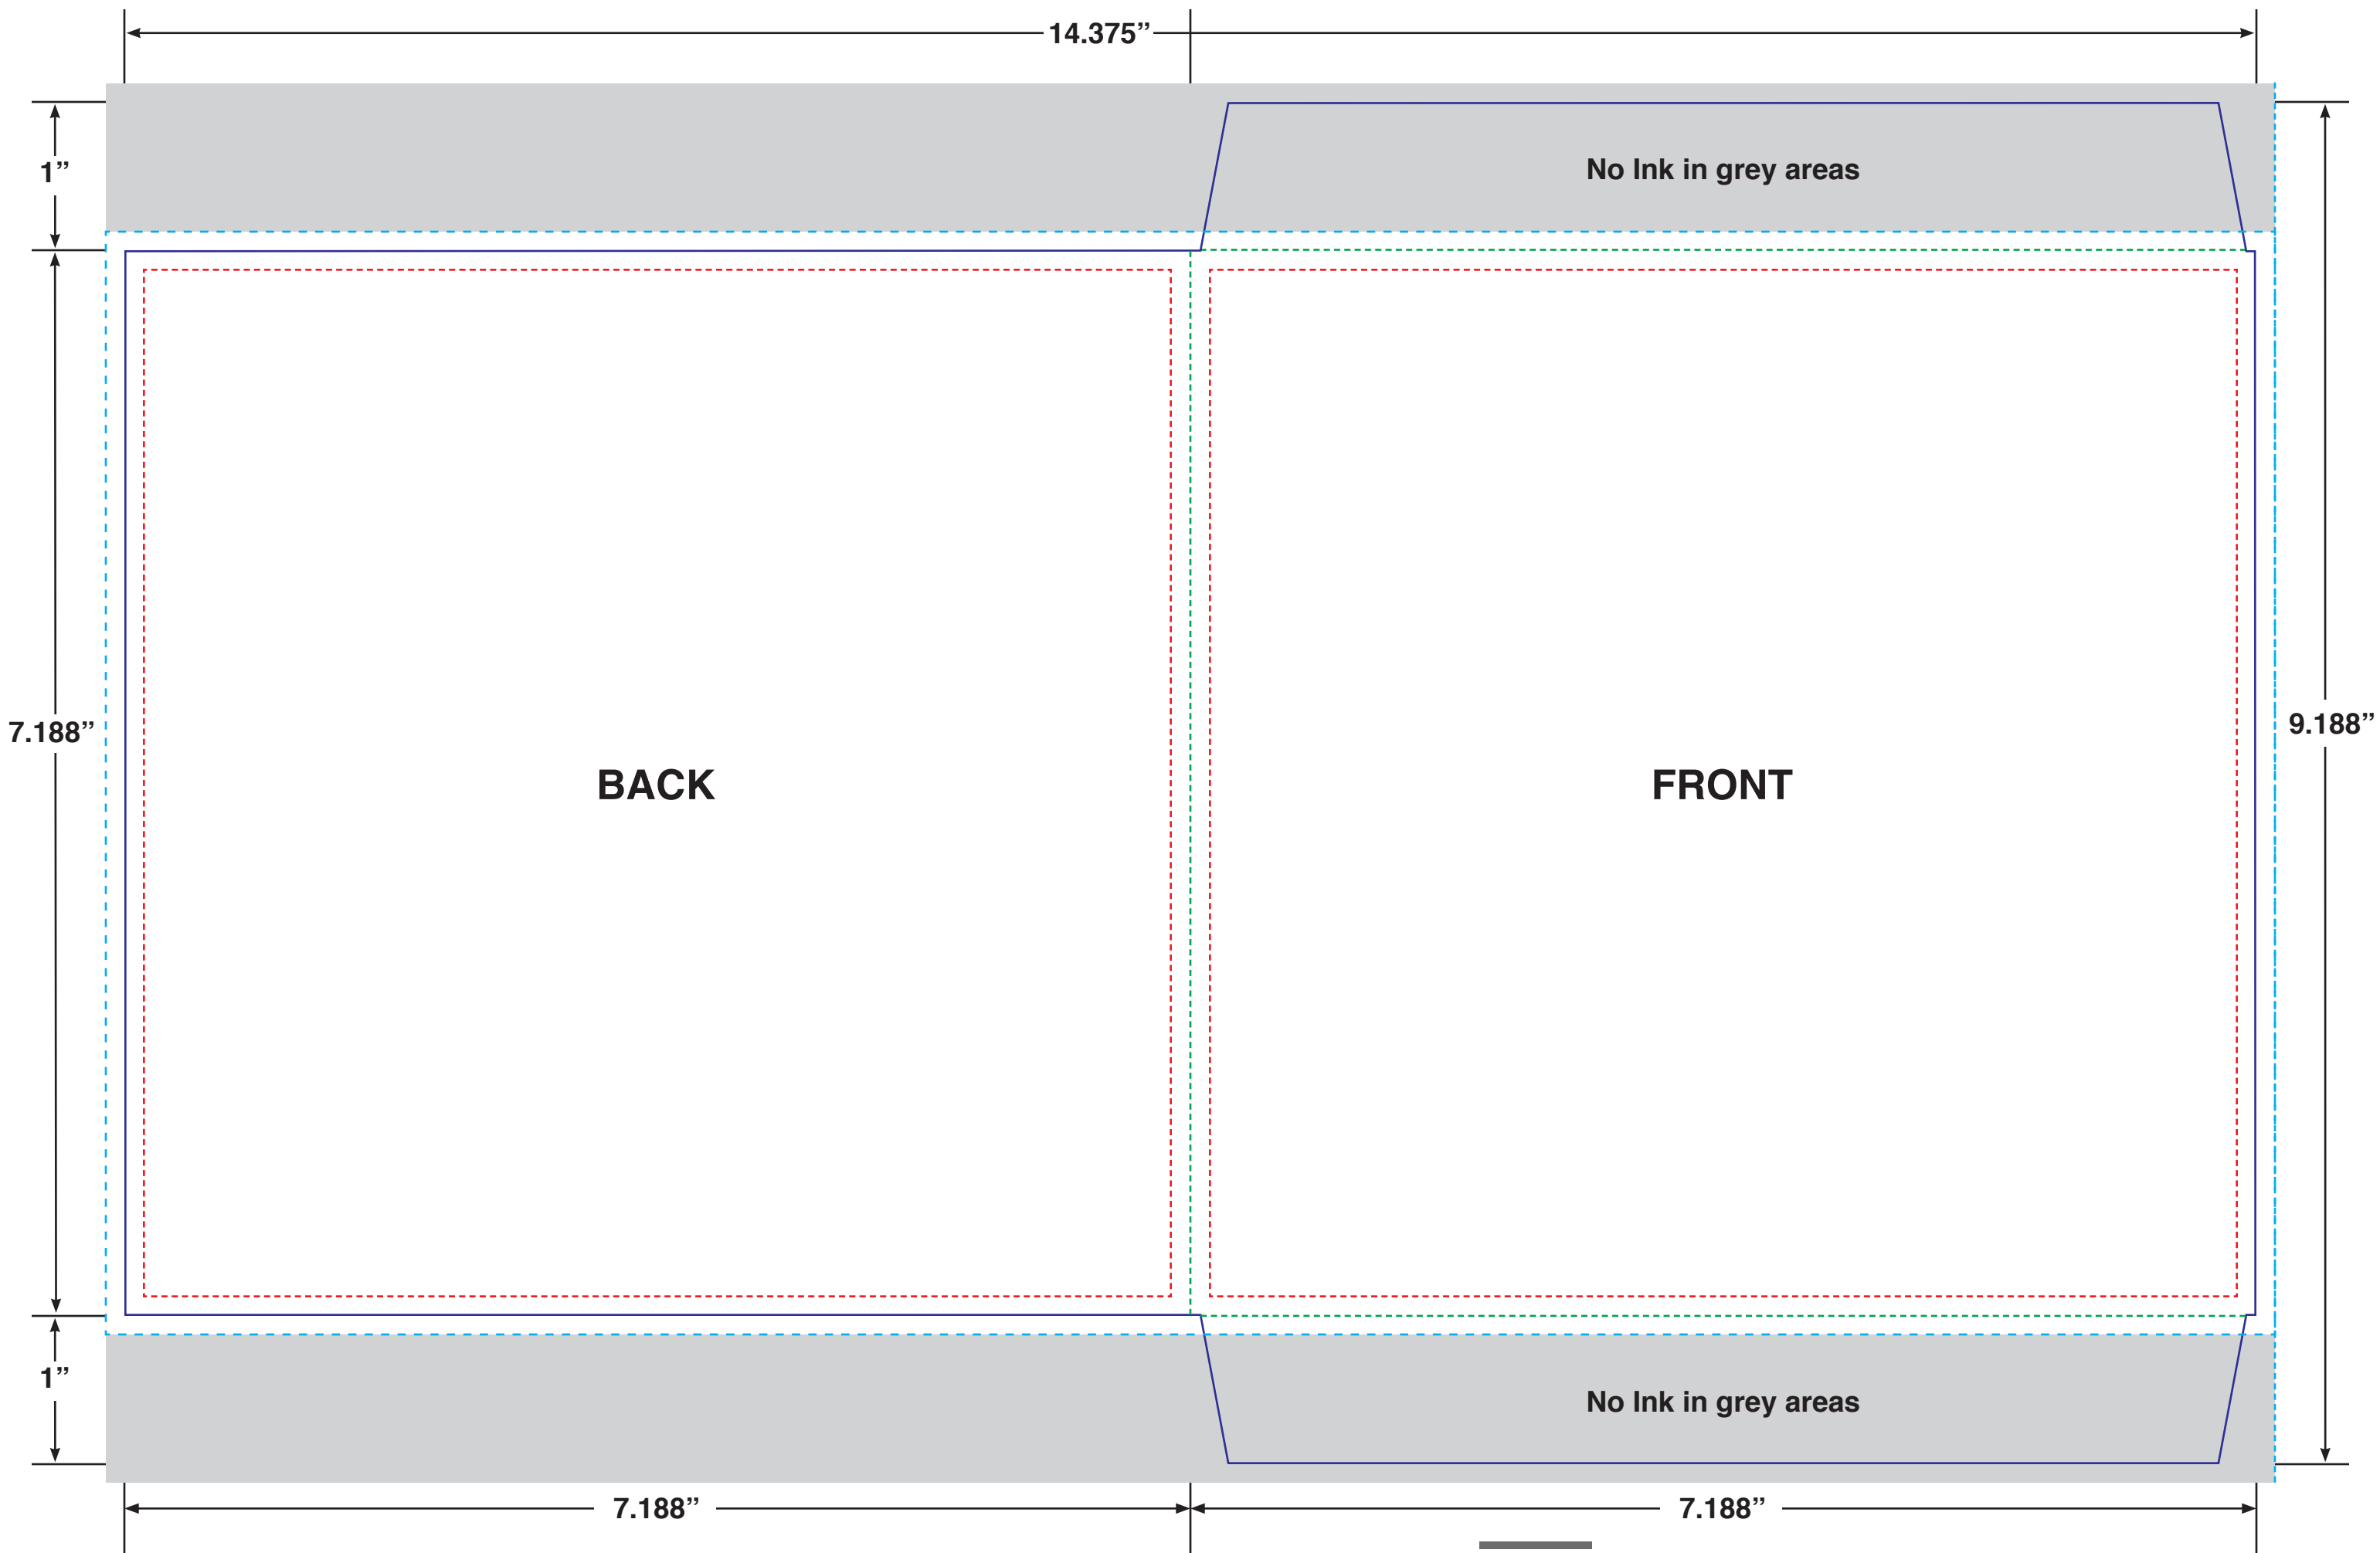 14.375”
1”
No Ink in grey areas
7.188”
9.188”
BACK
FRONT
1”
No Ink in grey areas
7.188”
7.188”